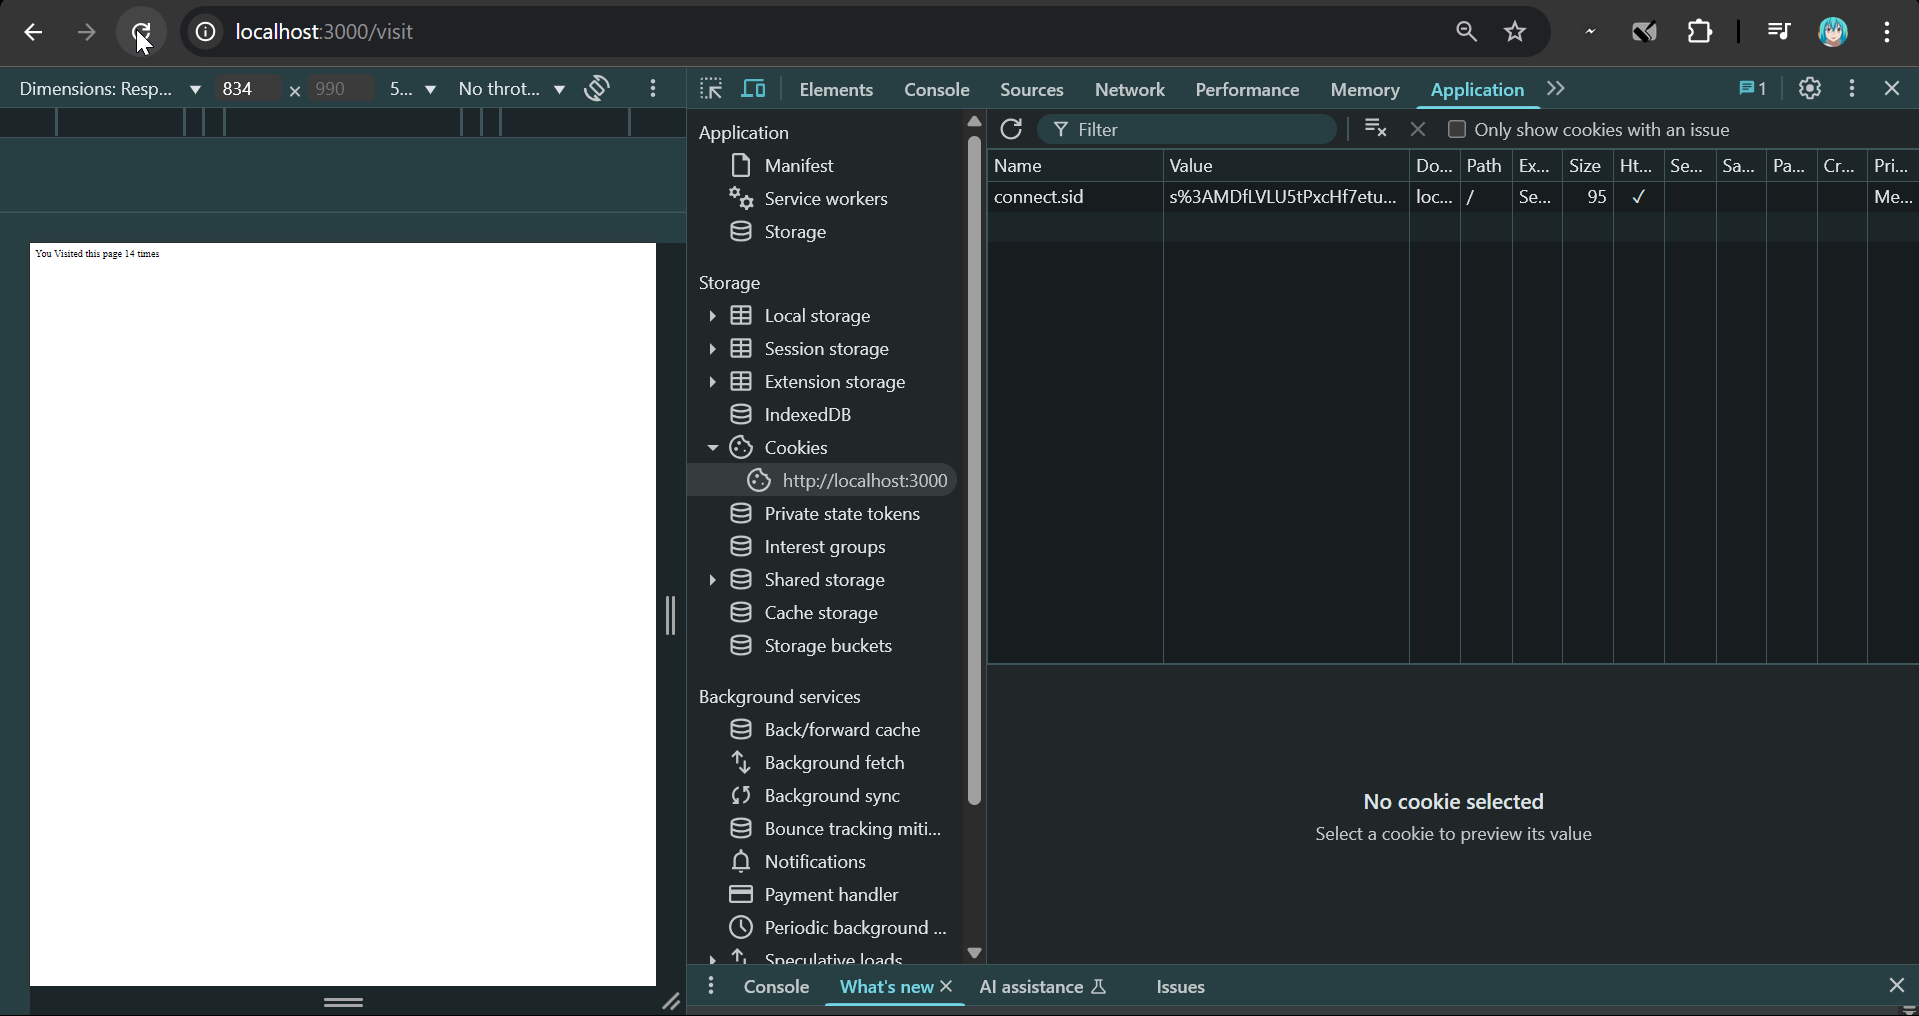 localhost:3000/visit
Dimensions: Resp... 834 × 990 5... No throt...
Elements Console Sources Network Performance Memory Application 1
You Visited this page 14 times
Application
Manifest
Service workers
Storage
Storage
Local storage
Session storage
Extension storage
IndexedDB
Cookies
http://localhost:3000
Private state tokens
Interest groups
Shared storage
Cache storage
Storage buckets
Background services
Back/forward cache
Background fetch
Background sync
Bounce tracking miti...
Notifications
Payment handler
Periodic background ...
Speculative loads
Filter Only show cookies with an issue
Name Value Do... Path Ex... Size Ht... Se... Sa... Pa... Cr... Pri...
connect.sid s%3AMDfLVLU5tPxcHf7etu... loc... / Se... 95 ✓ Me...
No cookie selected
Select a cookie to preview its value
Console What's new AI assistance Issues